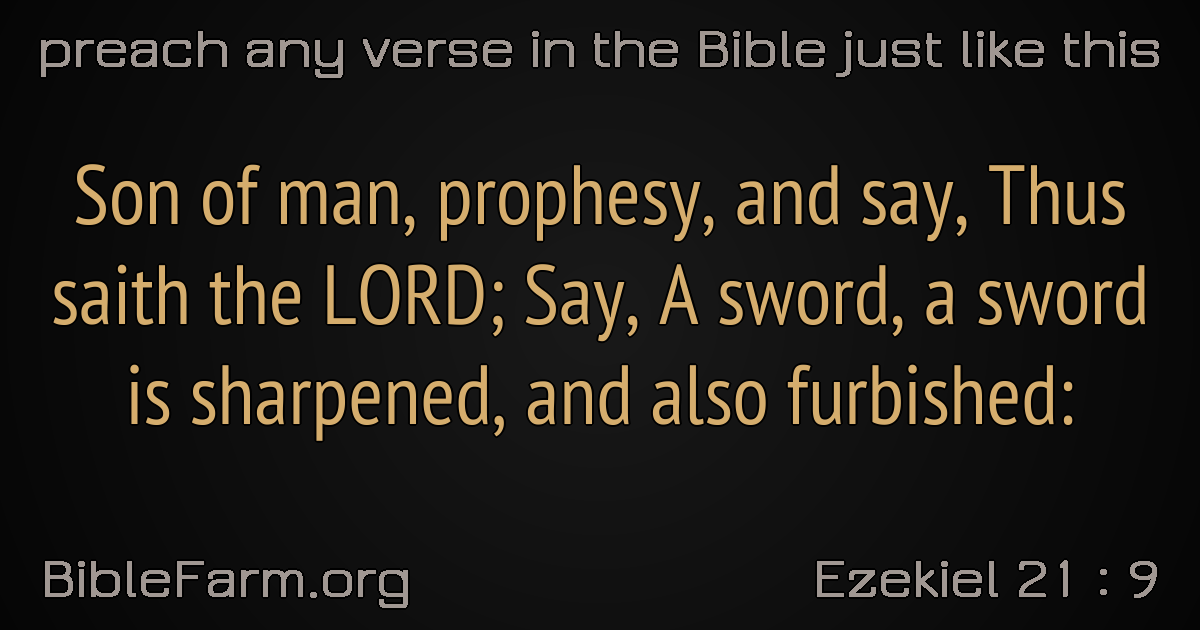 preach any verse in the Bible just like this
Son of man, prophesy, and say, Thus
saith the LORD; Say, A sword, a sword
is sharpened, and also furbished:
BibleFarm.org
Ezekiel 21 : 9